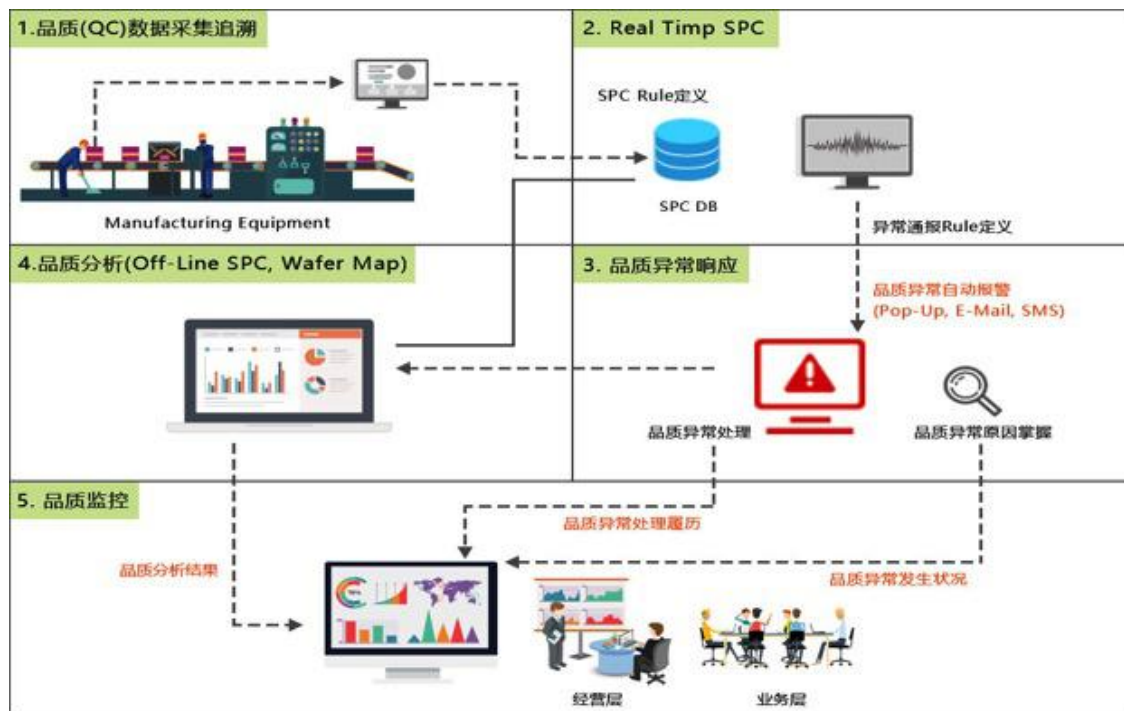 1.品质(QC)数据采集追溯
Manufacturing Equipment
2. Real Timp SPC
SPC Rule定义
SPC DB
异常通报Rule定义
4.品质分析(Off-Line SPC, Wafer Map)
3. 品质异常响应
品质异常自动报警
(Pop-Up, E-Mail, SMS)
品质异常处理
品质异常原因掌握
5. 品质监控
品质分析结果
品质异常处理履历
品质异常发生状况
经营层
业务层